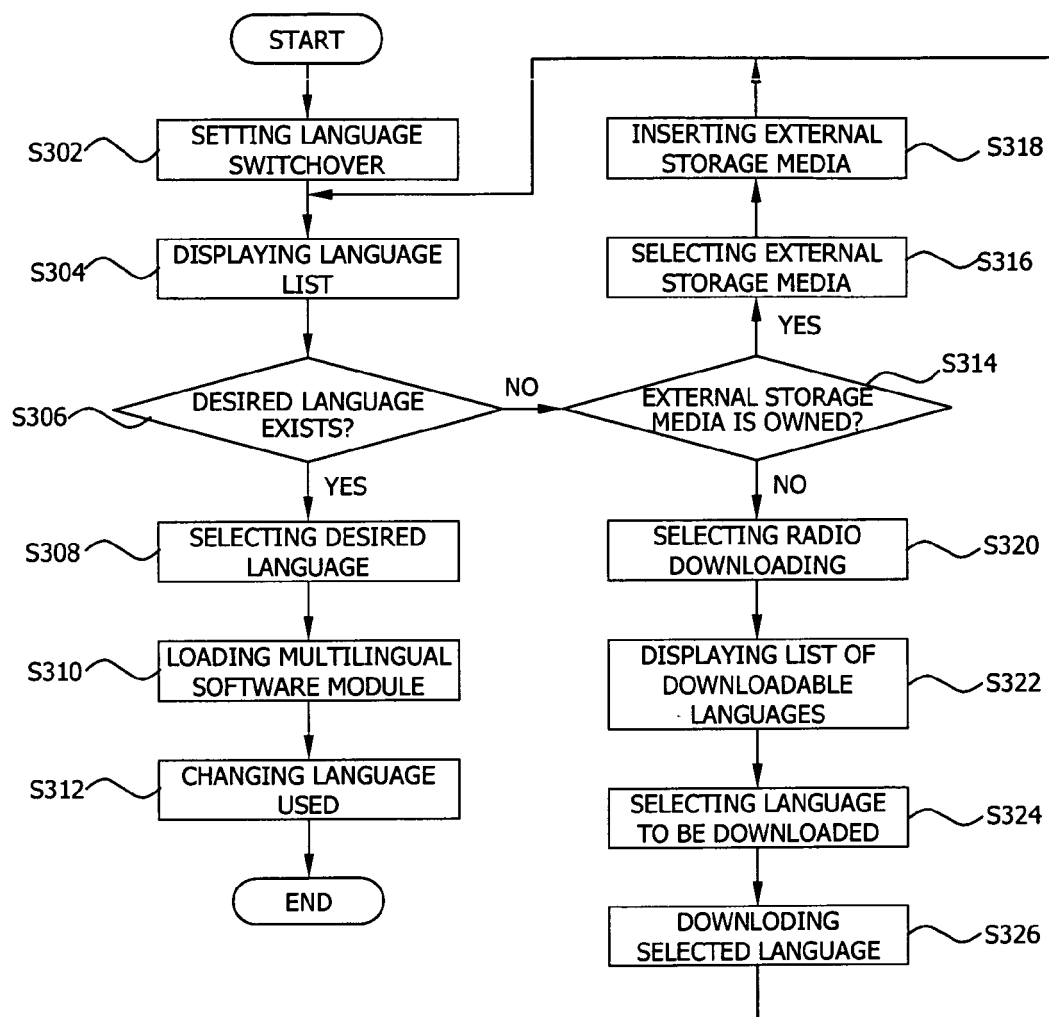 START
S302
SETTING LANGUAGE
SWITCHOVER
S304
DISPLAYING LANGUAGE
LIST
S306
DESIRED LANGUAGE
EXISTS?
NO
YES
S308
SELECTING DESIRED
LANGUAGE
S310
LOADING MULTILINGUAL
SOFTWARE MODULE
S312
CHANGING LANGUAGE
USED
END
INSERTING EXTERNAL
STORAGE MEDIA
S318
SELECTING EXTERNAL
STORAGE MEDIA
S316
YES
S314
EXTERNAL STORAGE
MEDIA IS OWNED?
NO
SELECTING RADIO
DOWNLOADING
S320
DISPLAYING LIST OF
DOWNLOADABLE
LANGUAGES
S322
SELECTING LANGUAGE
TO BE DOWNLOADED
S324
DOWNLODING
SELECTED LANGUAGE
S326